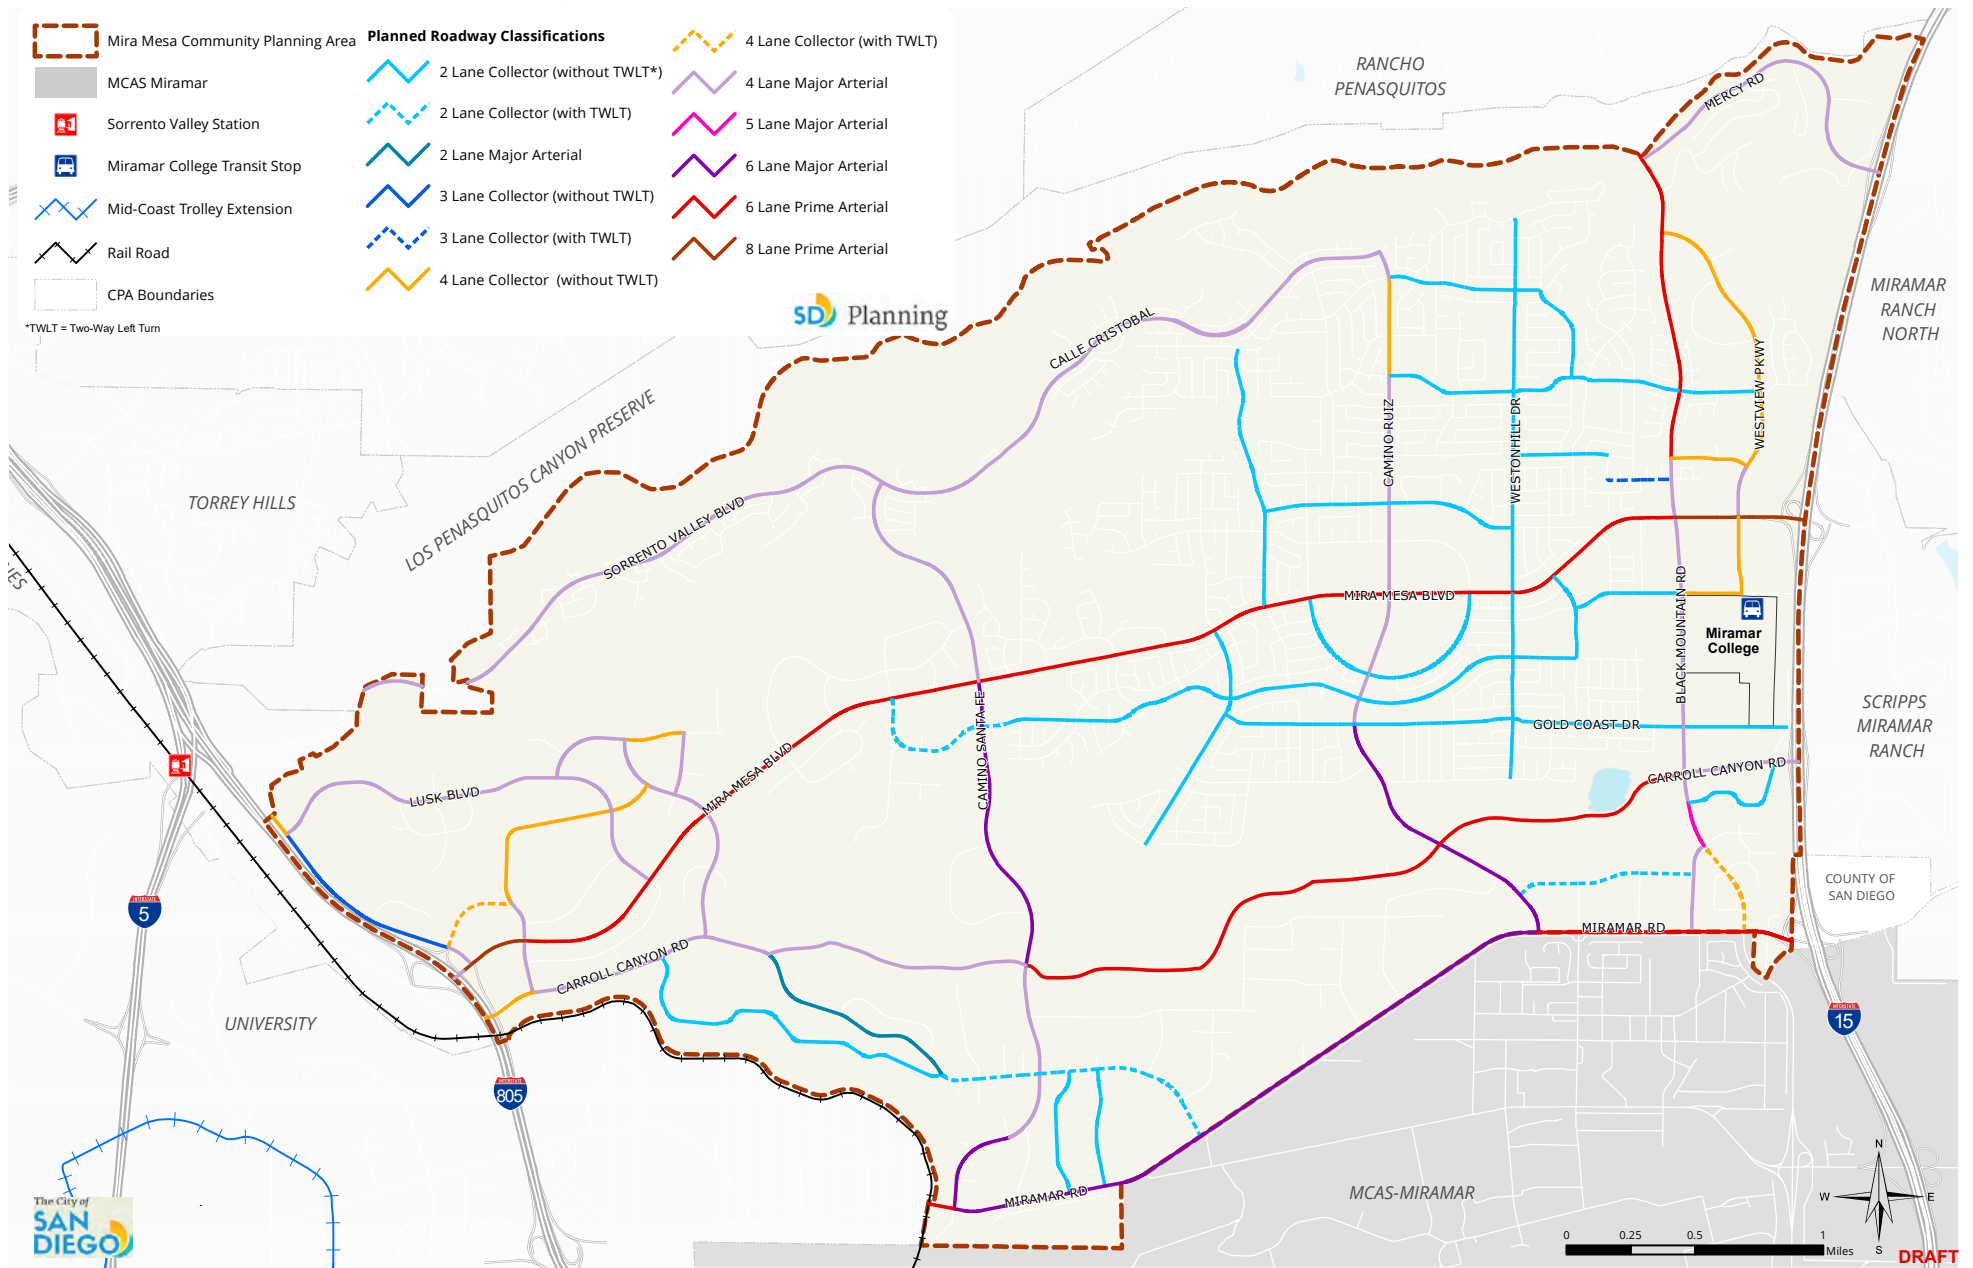 Mira Mesa Community Planning Area
MCAS Miramar
Sorrento Valley Station
Miramar College Transit Stop
Mid-Coast Trolley Extension
Rail Road
CPA Boundaries
*TWLT = Two-Way Left Turn
Planned Roadway Classifications
2 Lane Collector (without TWLT*)
2 Lane Collector (with TWLT)
2 Lane Major Arterial
3 Lane Collector (without TWLT)
3 Lane Collector (with TWLT)
4 Lane Collector (without TWLT)
4 Lane Collector (with TWLT)
4 Lane Major Arterial
5 Lane Major Arterial
6 Lane Major Arterial
6 Lane Prime Arterial
8 Lane Prime Arterial
SD Planning
RANCHO
PENASQUITOS
MERCY RD
MIRAMAR
RANCH
NORTH
CALLE CRISTOBAL
WESTVIEW PKWY
CAMINO RUIZ
WESTONHILL DR
LOS PENASQUITOS CANYON PRESERVE
TORREY HILLS
SORRENTO VALLEY BLVD
MIRA MESA BLVD
BLACK MOUNTAIN RD
Miramar
College
CAMINO SANTA FE
GOLD COAST DR
SCRIPPS
MIRAMAR
RANCH
CARROLL CANYON RD
MIRA MESA BLVD
LUSK BLVD
COUNTY OF
SAN DIEGO
MIRAMAR RD
CARROLL CANYON RD
INTERSTATE
5
UNIVERSITY
INTERSTATE
15
INTERSTATE
805
MIRAMAR RD
MCAS-MIRAMAR
The City of
SAN
DIEGO
N
W E
S
0 0.25 0.5 1
Miles
DRAFT